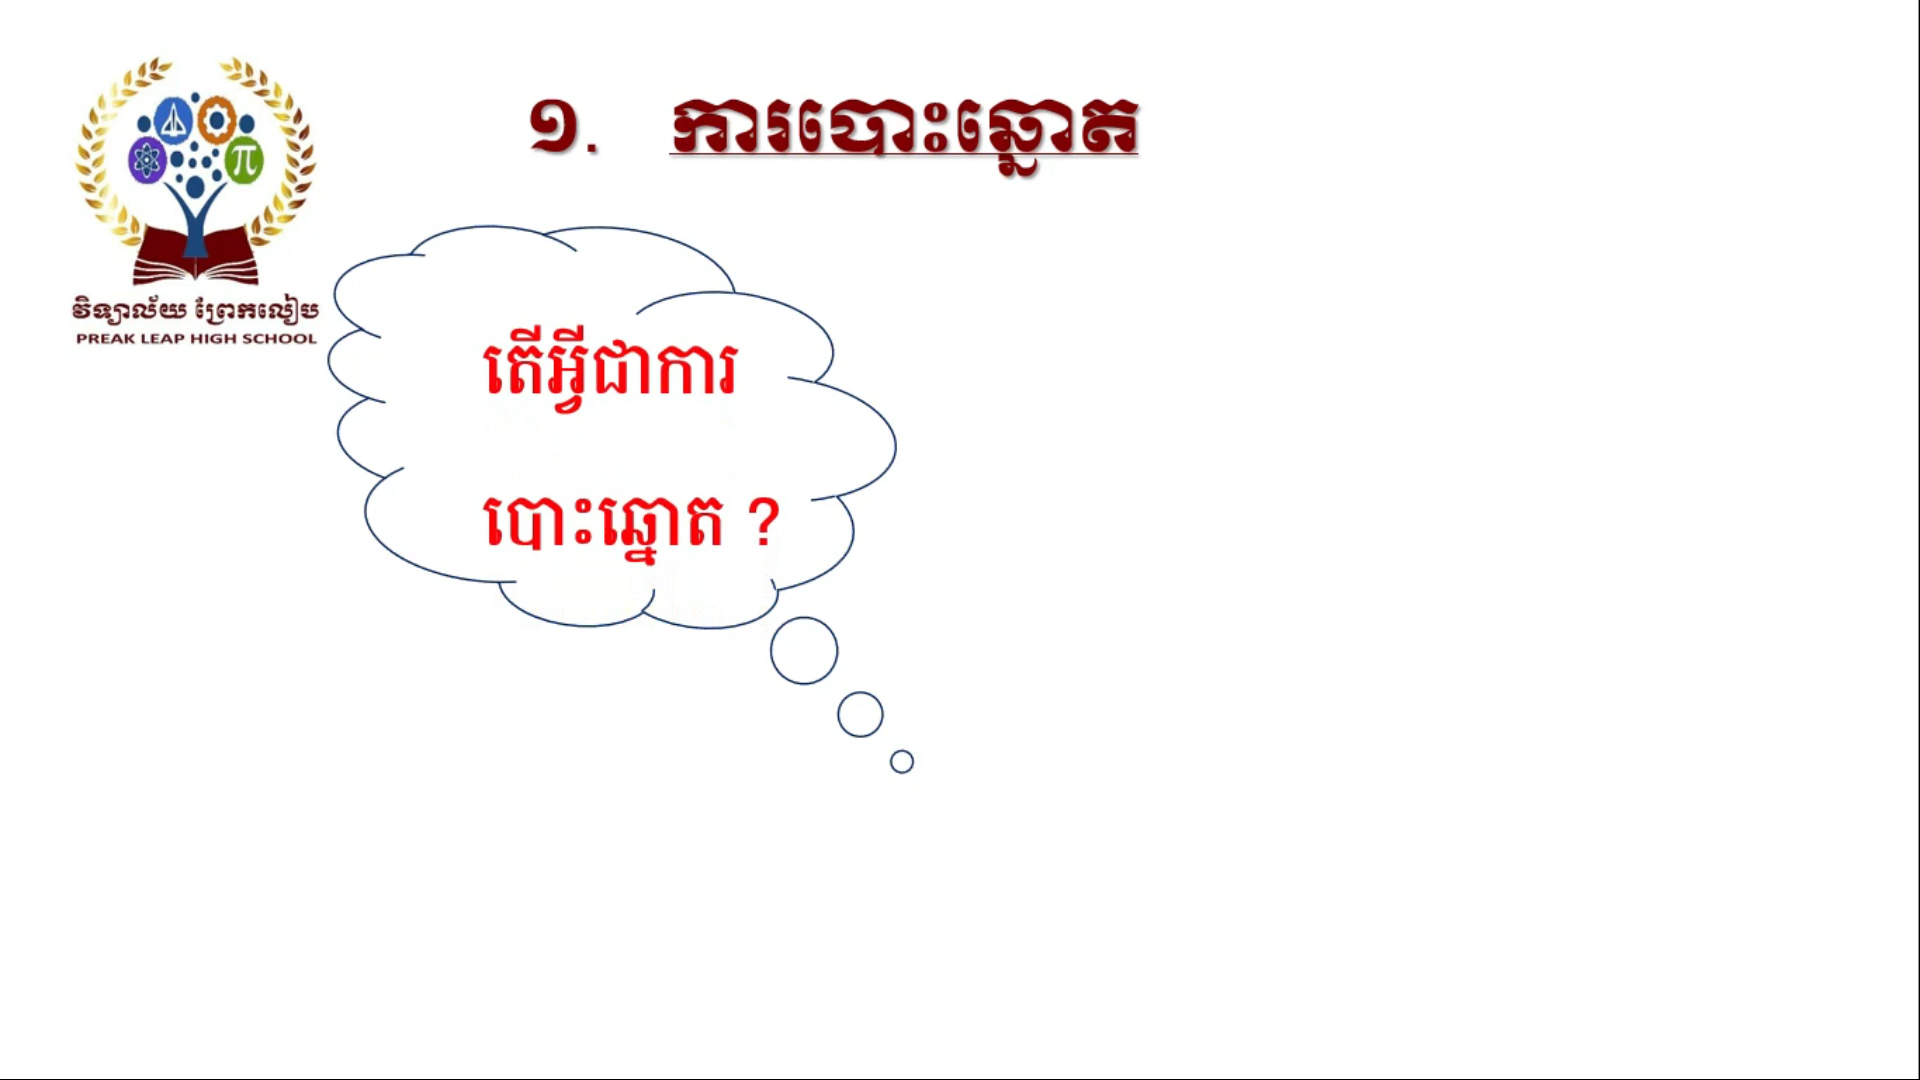 ១. ការបោះឆ្នោត
វិទ្យាល័យ ព្រែកលៀប
PREAK LEAP HIGH SCHOOL
តើអ្វីជាការ
បោះឆ្នោត ?